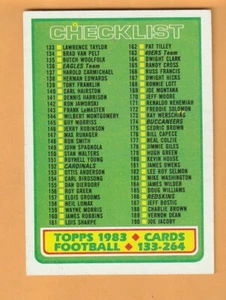 CHECKLIST
133 LAWRENCE TAYLOR
134 BRAD VAN PELT
135 BUTCH WOOLFOLK
136 EAGLES Team
137 HAROLD CARMICHAEL
138 HERMAN EDWARDS
139 TONY FRANKLIN
140 CARL HAIRSTON
141 DENNIS HARRISON
142 RON JAWORSKI
143 FRANK LeMASTER
144 WILBERT MONTGOMERY
145 GUY MORRISS
146 JERRY ROBINSON
147 MAX RUNAGER
148 RON SMITH
149 JOHN SPAGNOLA
150 STAN WALTERS
151 ROYNELL YOUNG
152 CARDINALS
153 OTTIS ANDERSON
154 CARL BIRDSONG
155 DAN DIERDORF
156 ROY GREEN
157 ELOIS GROOMS
158 NEIL LOMAX
159 WAYNE MORRIS
160 JAMES ROBBINS
161 LUIS SHARPE
162 PAT TILLEY
163 49ERS Team
164 DWIGHT CLARK
165 RANDY CROSS
166 RUSS FRANCIS
167 DWIGHT HICKS
168 RONNIE LOTT
169 JOE MONTANA
170 JEFF MOORE
171 RENALDO NEHEMIAH
172 FREDDIE SOLOMON
173 RAY WERSCHING
174 BUCCANEERS
175 CEDRIC BROWN
176 BILL CAPECE
177 NEAL COLZIE
178 JIMMIE GILES
179 HUGH GREEN
180 KEVIN HOUSE
181 JAMES OWENS
182 LEE ROY SELMON
183 MIKE WASHINGTON
184 JAMES WILDER
185 DOUG WILLIAMS
186 REDSKINS
187 JEFF BOSTIC
188 CHARLIE BROWN
189 VERNON DEAN
190 JOE JACOBY
TOPPS 1983 CARDS
FOOTBALL 133-264